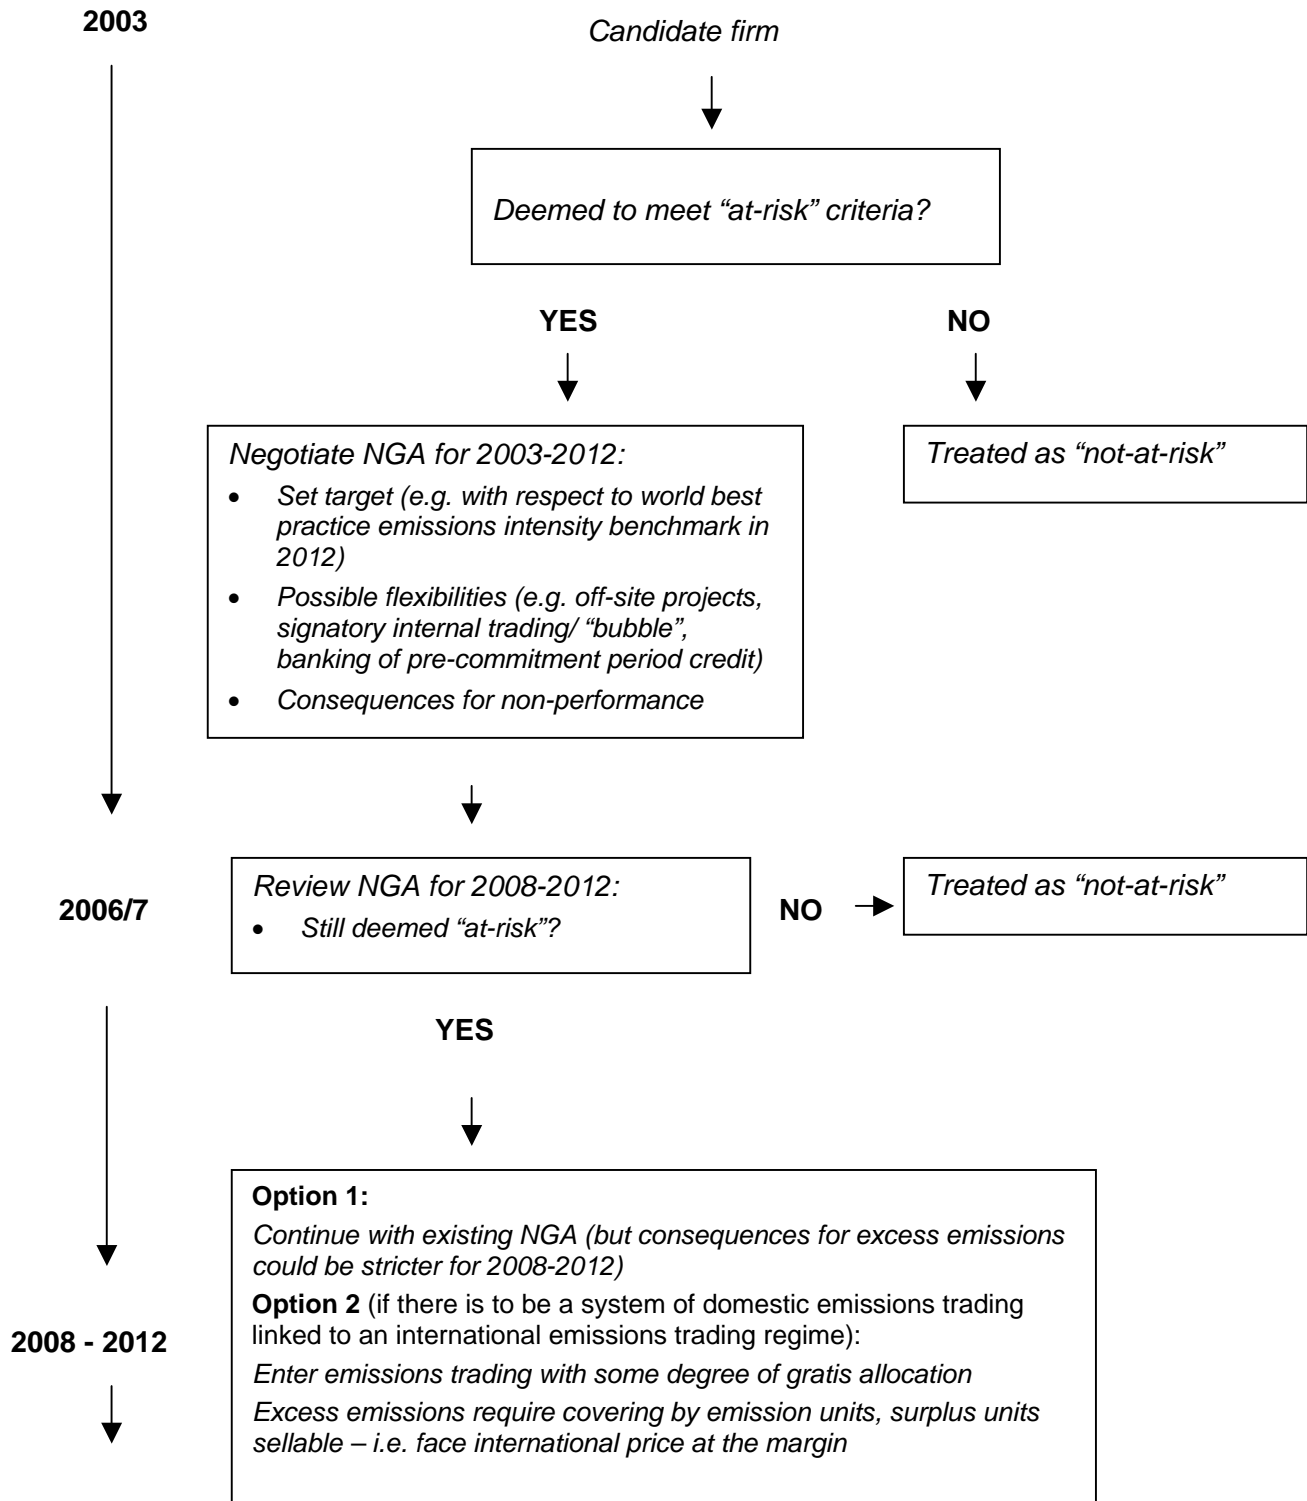 2003
Candidate firm
Deemed to meet “at-risk” criteria?
YES
NO
Negotiate NGA for 2003-2012:
• Set target (e.g. with respect to world best
practice emissions intensity benchmark in
2012)
• Possible flexibilities (e.g. off-site projects,
signatory internal trading/ “bubble”,
banking of pre-commitment period credit)
• Consequences for non-performance
Treated as “not-at-risk”
2006/7
Review NGA for 2008-2012:
• Still deemed “at-risk”?
NO
Treated as “not-at-risk”
YES
2008 - 2012
Option 1:
Continue with existing NGA (but consequences for excess emissions
could be stricter for 2008-2012)
Option 2 (if there is to be a system of domestic emissions trading
linked to an international emissions trading regime):
Enter emissions trading with some degree of gratis allocation
Excess emissions require covering by emission units, surplus units
sellable – i.e. face international price at the margin